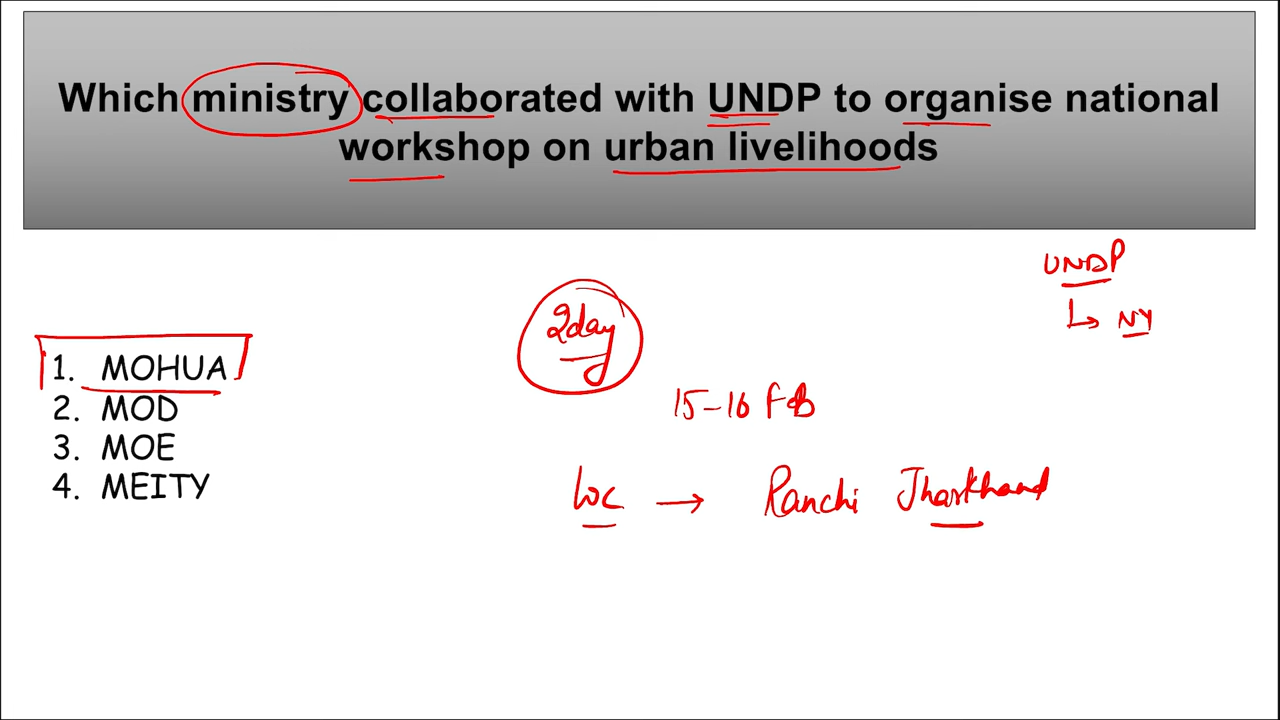 Which ministry collaborated with UNDP to organise national
workshop on urban livelihoods
UNDP
NY
2day
1. MOHUA
2. MOD
3. MOE
4. MEITY
15-16 Feb
Loc → Ranchi Jharkhand